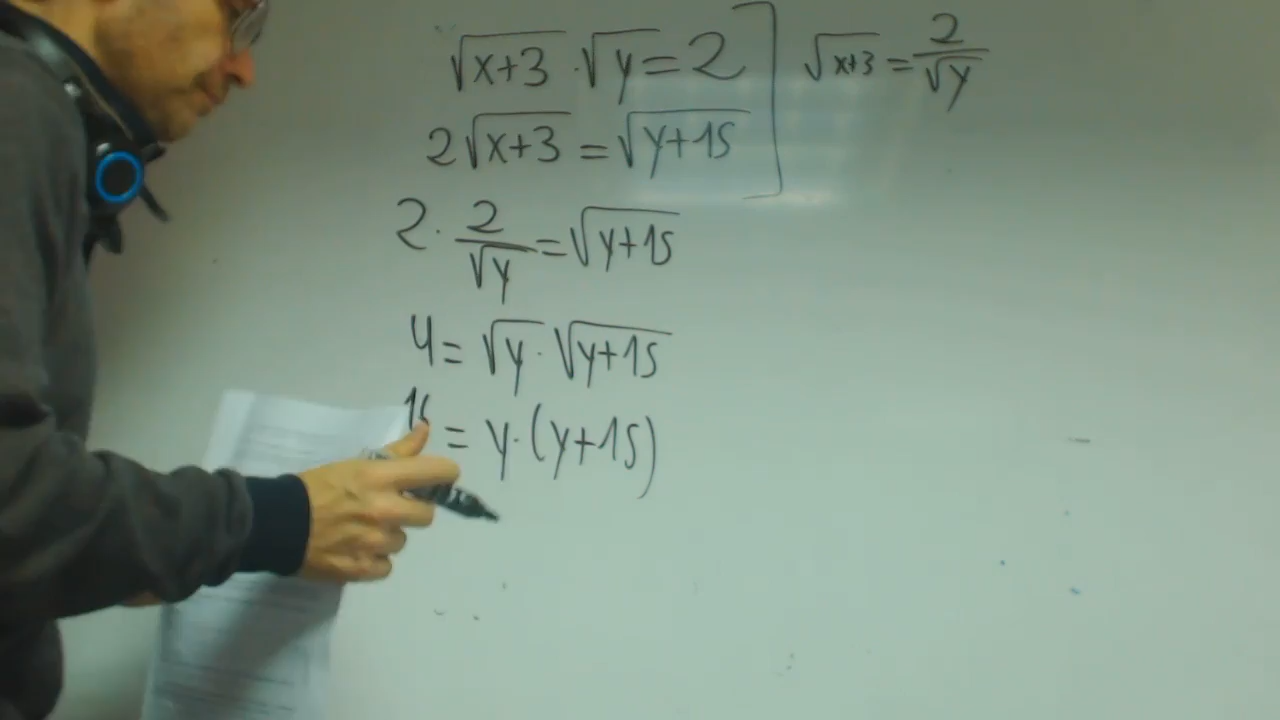 √(x+3) · √y = 2 ] √(x+3) = 2/√y
2√(x+3) = √(y+15)
2 · 2/√y = √(y+15)
4 = √y · √(y+15)
16 = y·(y+15)